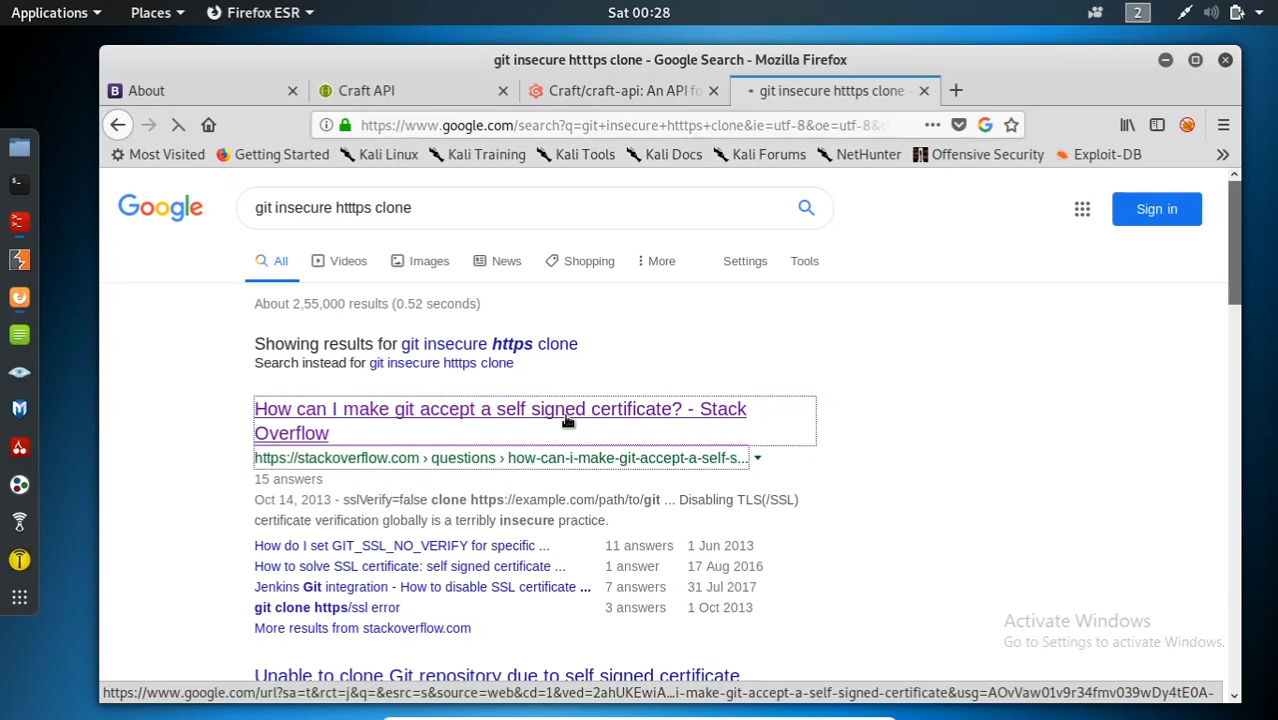 Applications Places Firefox ESR Sat 00:28 2
git insecure htttps clone - Google Search - Mozilla Firefox
About Craft API Craft/craft-api: An API fo git insecure htttps clone -
https://www.google.com/search?q=git+insecure+htttps+clone&ie=utf-8&oe=utf-8&cl
Most Visited Getting Started Kali Linux Kali Training Kali Tools Kali Docs Kali Forums NetHunter Offensive Security Exploit-DB
Google git insecure htttps clone Sign in
All Videos Images News Shopping More Settings Tools
About 2,55,000 results (0.52 seconds)
Showing results for git insecure https clone
Search instead for git insecure htttps clone
How can I make git accept a self signed certificate? - Stack
Overflow
https://stackoverflow.com › questions › how-can-i-make-git-accept-a-self-s...
15 answers
Oct 14, 2013 - sslVerify=false clone https://example.com/path/to/git ... Disabling TLS(/SSL)
certificate verification globally is a terribly insecure practice.
How do I set GIT_SSL_NO_VERIFY for specific ... 11 answers 1 Jun 2013
How to solve SSL certificate: self signed certificate ... 1 answer 17 Aug 2016
Jenkins Git integration - How to disable SSL certificate ... 7 answers 31 Jul 2017
git clone https/ssl error 3 answers 1 Oct 2013
More results from stackoverflow.com
Activate Windows
Go to Settings to activate Windows.
Unable to clone Git repository due to self signed certificate ...
https://www.google.com/url?sa=t&rct=j&q=&esrc=s&source=web&cd=1&ved=2ahUKEwiA...i-make-git-accept-a-self-signed-certificate&usg=AOvVaw01v9r34fmv039wDy4tE0A-